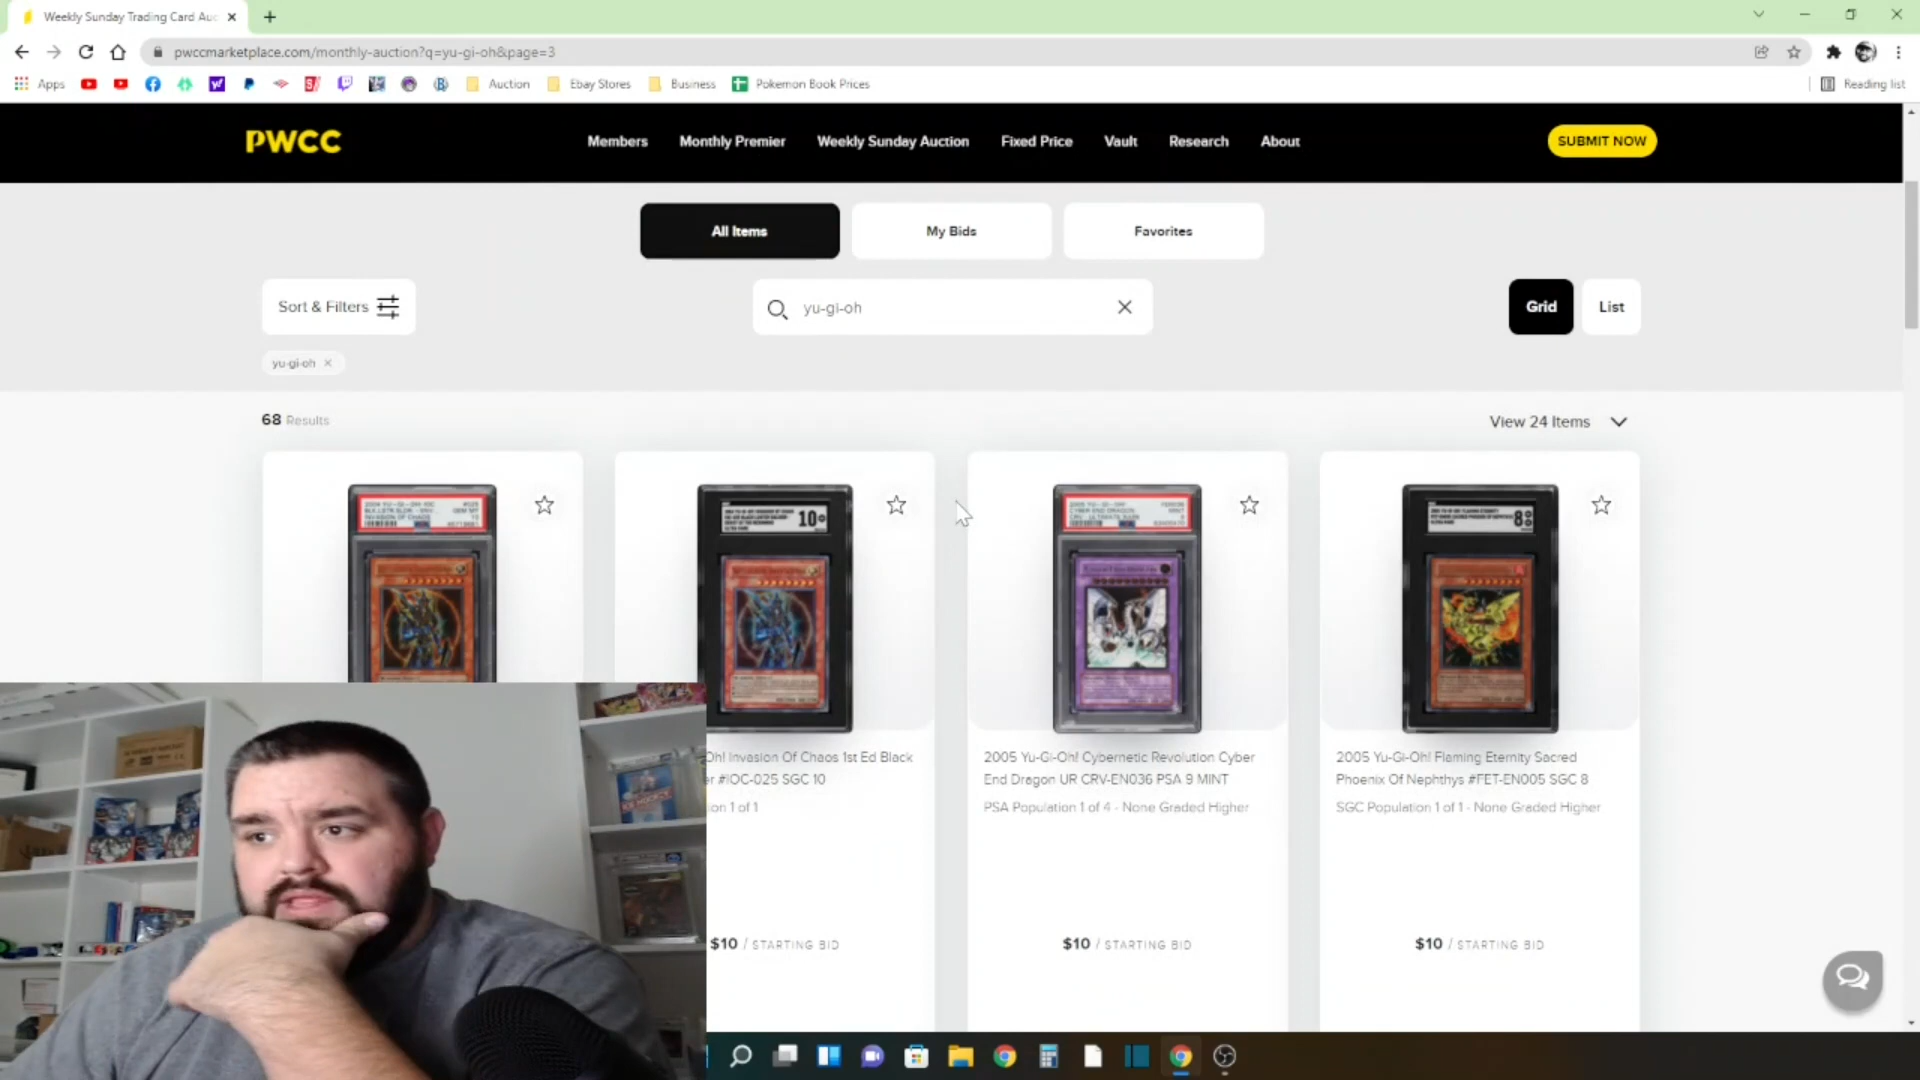 Weekly Sunday Trading Card Auc
pwccmarketplace.com/monthly-auction?q=yu-gi-oh&page=3
Apps
Auction
Ebay Stores
Business
Pokemon Book Prices
Reading list
PWCC
Members
Monthly Premier
Weekly Sunday Auction
Fixed Price
Vault
Research
About
SUBMIT NOW
All Items
My Bids
Favorites
Sort & Filters
yu-gi-oh
Grid
List
yu-gi-oh
68 Results
View 24 Items
10
8
Oh! Invasion Of Chaos 1st Ed Black
er #IOC-025 SGC 10
ion 1 of 1
2005 Yu-Gi-Oh! Cybernetic Revolution Cyber
End Dragon UR CRV-EN036 PSA 9 MINT
PSA Population 1 of 4 - None Graded Higher
2005 Yu-Gi-Oh! Flaming Eternity Sacred
Phoenix Of Nephthys #FET-EN005 SGC 8
SGC Population 1 of 1 - None Graded Higher
$10 / STARTING BID
$10 / STARTING BID
$10 / STARTING BID